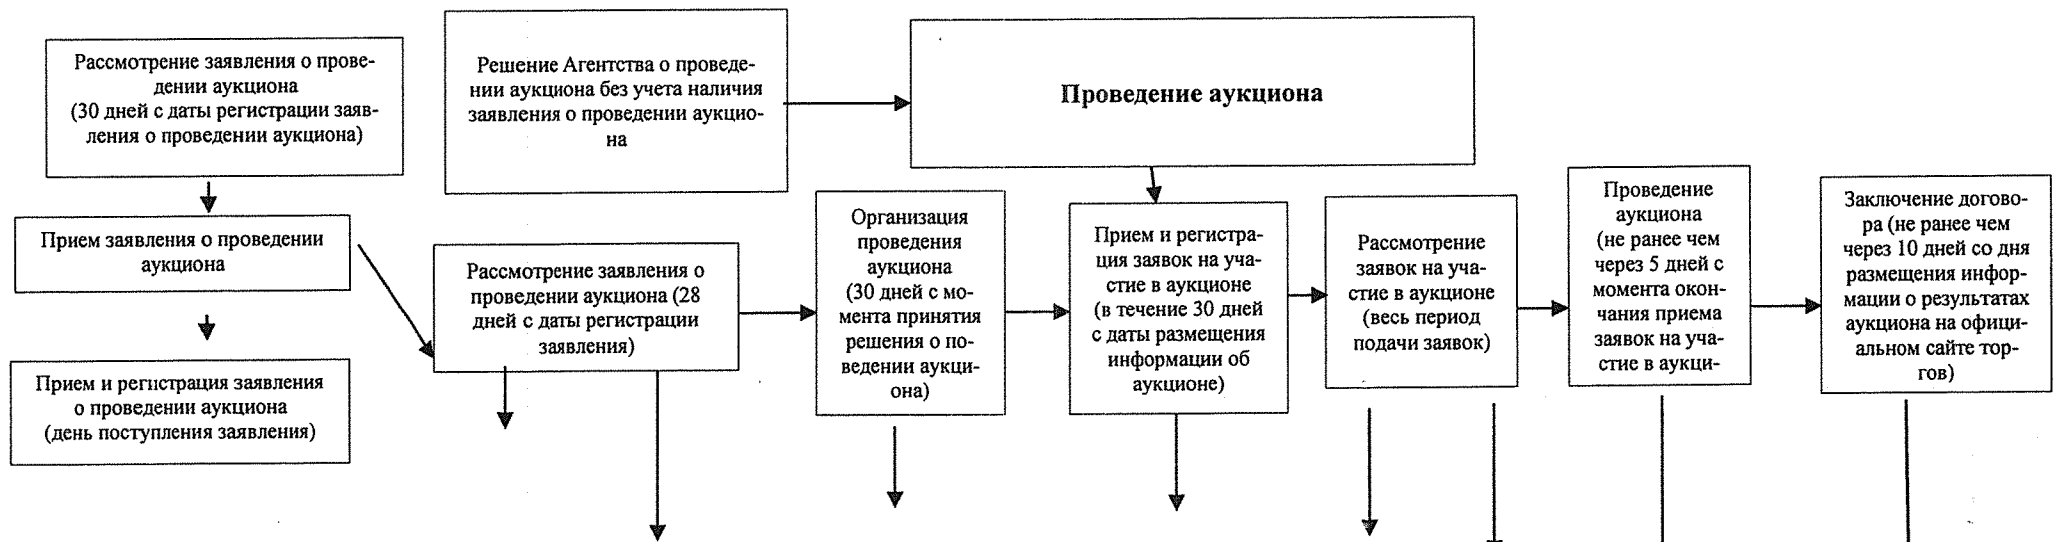 Рассмотрение заявления о прове-
дении аукциона
(30 дней с даты регистрации заяв-
ления о проведении аукциона)
Решение Агентства о проведе-
нии аукциона без учета наличия
заявления о проведении аукцио-
на
Проведение аукциона
Прием заявления о проведении
аукциона
Прием и регистрация заявления
о проведении аукциона
(день поступления заявления)
Рассмотрение заявления о
проведении аукциона (28
дней с даты регистрации
заявления)
Организация
проведения
аукциона
(30 дней с мо-
мента принятия
решения о по-
ведении аукци-
она)
Прием и регистра-
ция заявок на уча-
стие в аукционе
(в течение 30 дней
с даты размещения
информации об
аукционе)
Рассмотрение
заявок на уча-
стие в аукционе
(весь период
подачи заявок)
Проведение
аукциона
(не ранее чем
через 5 дней с
момента окон-
чания приема
заявок на уча-
стие в аукци-
Заключение догово-
ра (не ранее чем
через 10 дней со дня
размещения инфор-
мации о результатах
аукциона на офици-
альном сайте тор-
гов)